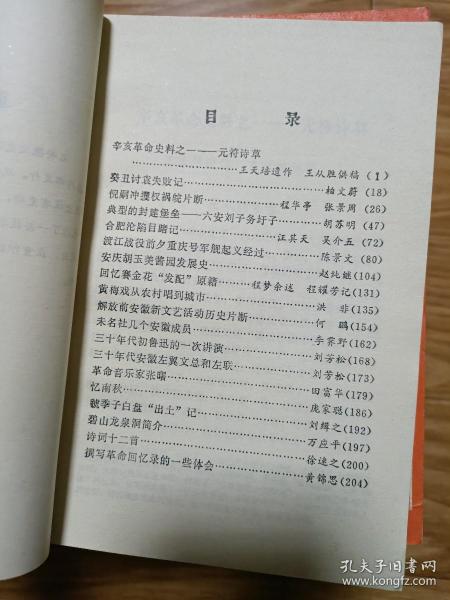 目 录
辛亥革命史料之一——元符诗草
……王天培遗作 王从胜供稿 (1)
癸丑讨袁失败记……柏文蔚 (18)
倪嗣冲攫权祸皖片断……程华亭 张景周 (26)
典型的封建堡垒——六安刘子务圩子…胡苏明 (47)
合肥沦陷目睹记……汪其天 吴介五 (72)
渡江战役前夕重庆号军舰起义经过…陈景文 (80)
安庆胡玉美酱园发展史……赵纯继(104)
回忆赛金花“发配”原籍…程梦余述 程耀芳记(131)
黄梅戏从农村唱到城市……洪 非(135)
解放前安徽新文艺活动历史片断……何 鹏(154)
未名社几个安徽成员……李霁野(162)
三十年代初鲁迅的一次讲演……刘芳松(168)
三十年代安徽左翼文总和左联……刘芳松(173)
革命音乐家张曙……田富华(179)
忆南秋……庞家骢(186)
虢季子白盘“出土”记……刘缉之(192)
碧山龙泉洞简介……万应平(197)
诗词十二首……徐速之(200)
撰写革命回忆录的一些体会……黄锦思(204)
孔夫子旧书网
www.kongfz.com